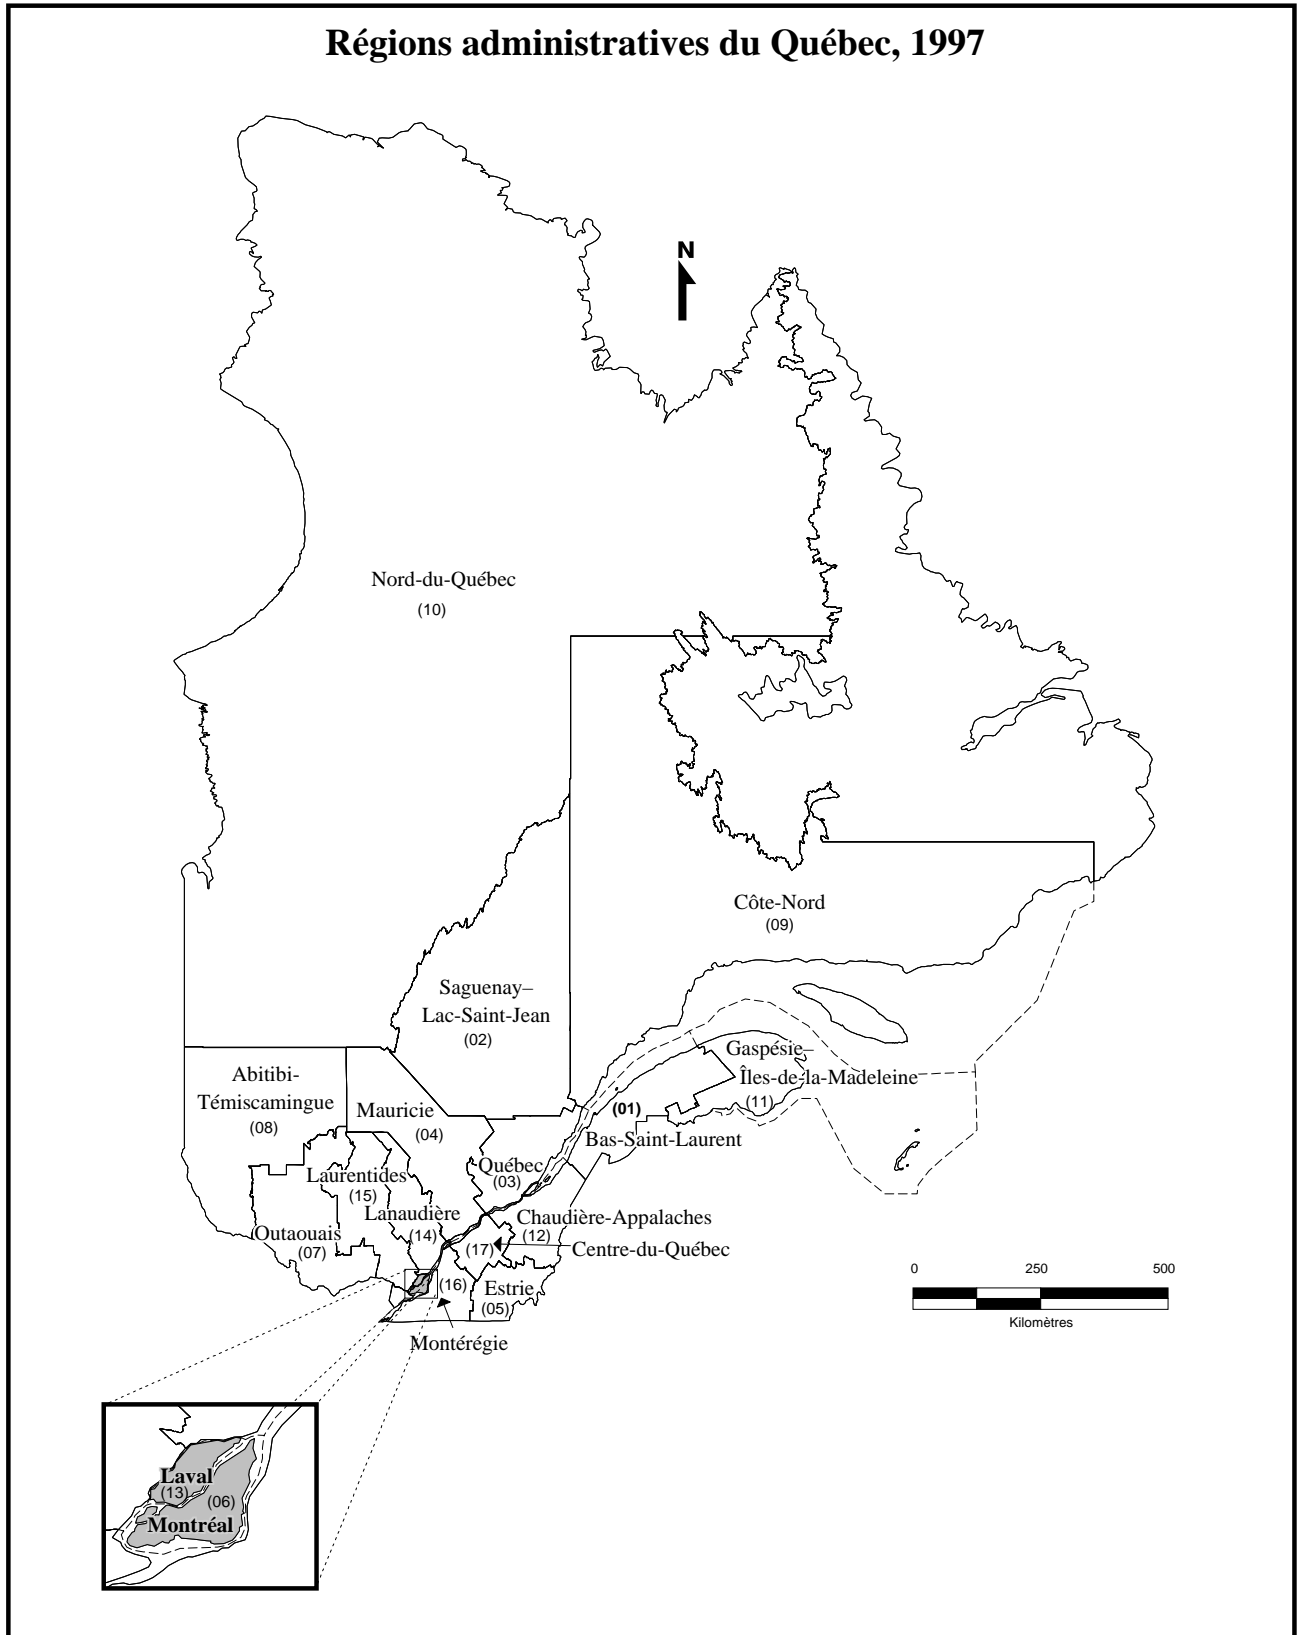 Régions administratives du Québec, 1997
N
Nord-du-Québec
(10)
Côte-Nord
(09)
Saguenay–
Lac-Saint-Jean
(02)
Gaspésie–
Îles-de-la-Madeleine
(11)
Abitibi-
Témiscamingue
(08)
Mauricie
(04)
(01)
Bas-Saint-Laurent
Québec
(03)
Laurentides
(15)
Lanaudière
(14)
Chaudière-Appalaches
(12)
Outaouais
(07)
(17)
Centre-du-Québec
(16)
Estrie
(05)
Montérégie
0 250 500
Kilomètres
Laval
(13)
(06)
Montréal